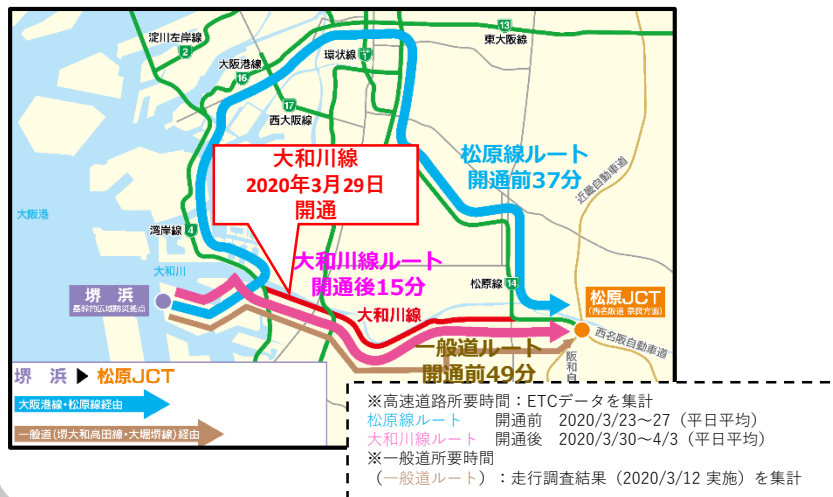 淀川左岸線
2
大阪港線
16
環状線
1
13
東大阪線
17
西大阪線
大和川線
2020年3月29日
開通
松原線ルート
開通前37分
近畿自動車道
大阪港
湾岸線
4
大和川
大和川線ルート
開通後15分
堺 浜
基幹的広域防災拠点
松原線
14
松原JCT
(西名阪道 奈良方面)
大和川線
西名阪自動車道
一般道ルート
開通前49分
阪和自
堺 浜 ▶ 松原JCT
大阪港線・松原線経由
一般道(堺大和高田線・大堀堺線)経由
※高速道路所要時間:ETCデータを集計
松原線ルート 開通前 2020/3/23~27(平日平均)
大和川線ルート 開通後 2020/3/30~4/3(平日平均)
※一般道所要時間
(一般道ルート):走行調査結果(2020/3/12 実施)を集計